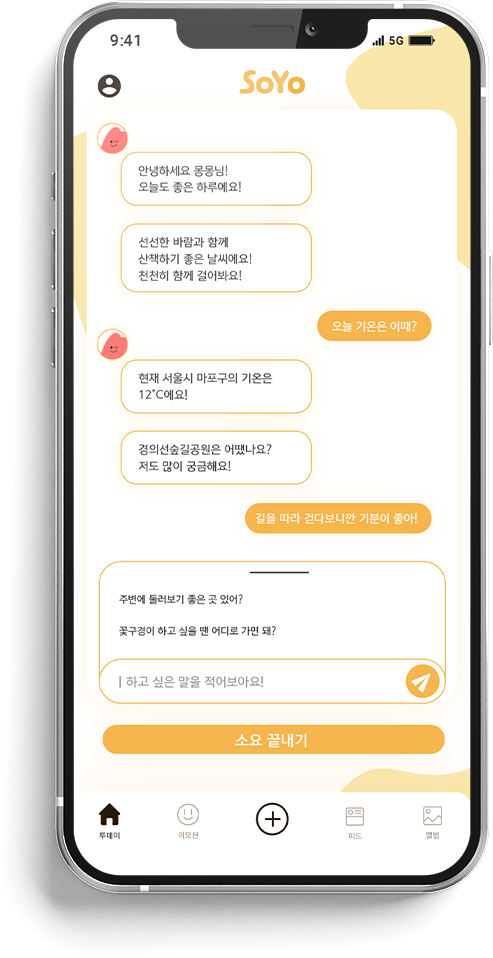 9:41
5G
SoYo
안녕하세요 몽몽님!
오늘도 좋은 하루에요!
선선한 바람과 함께
산책하기 좋은 날씨에요!
천천히 함께 걸어봐요!
오늘 기온은 어때?
현재 서울시 마포구의 기온은
12˚C에요!
경의선숲길공원은 어땠나요?
저도 많이 궁금해요!
길을 따라 걷다보니깐 기분이 좋아!
주변에 둘러보기 좋은 곳 있어?
꽃구경이 하고 싶을 땐 어디로 가면 돼?
하고 싶은 말을 적어보아요!
소요 끝내기
투데이
이모션
피드
앨범